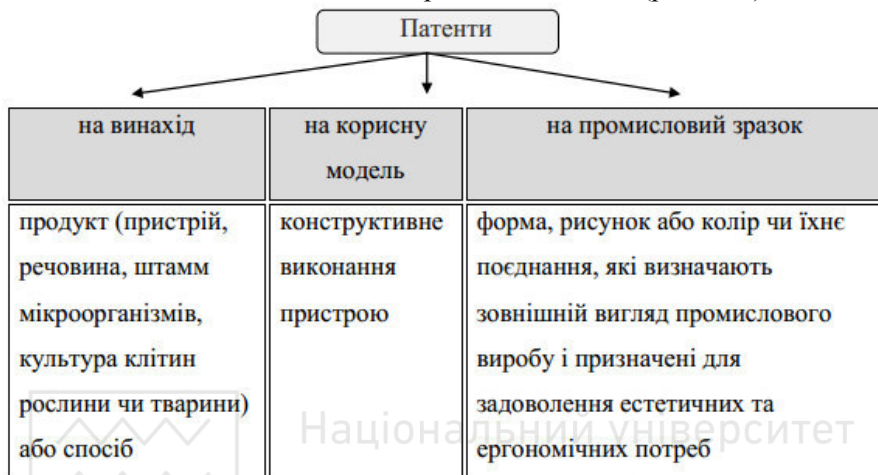 Патенти
на винахід
на корисну
модель
на промисловий зразок
продукт (пристрій,
речовина, штамм
мікроорганізмів,
культура клітин
рослини чи тварини)
або спосіб
конструктивне
виконання
пристрою
форма, рисунок або колір чи їхнє
поєднання, які визначають
зовнішній вигляд промислового
виробу і призначені для
задоволення естетичних та
ергономічних потреб
Національний університет